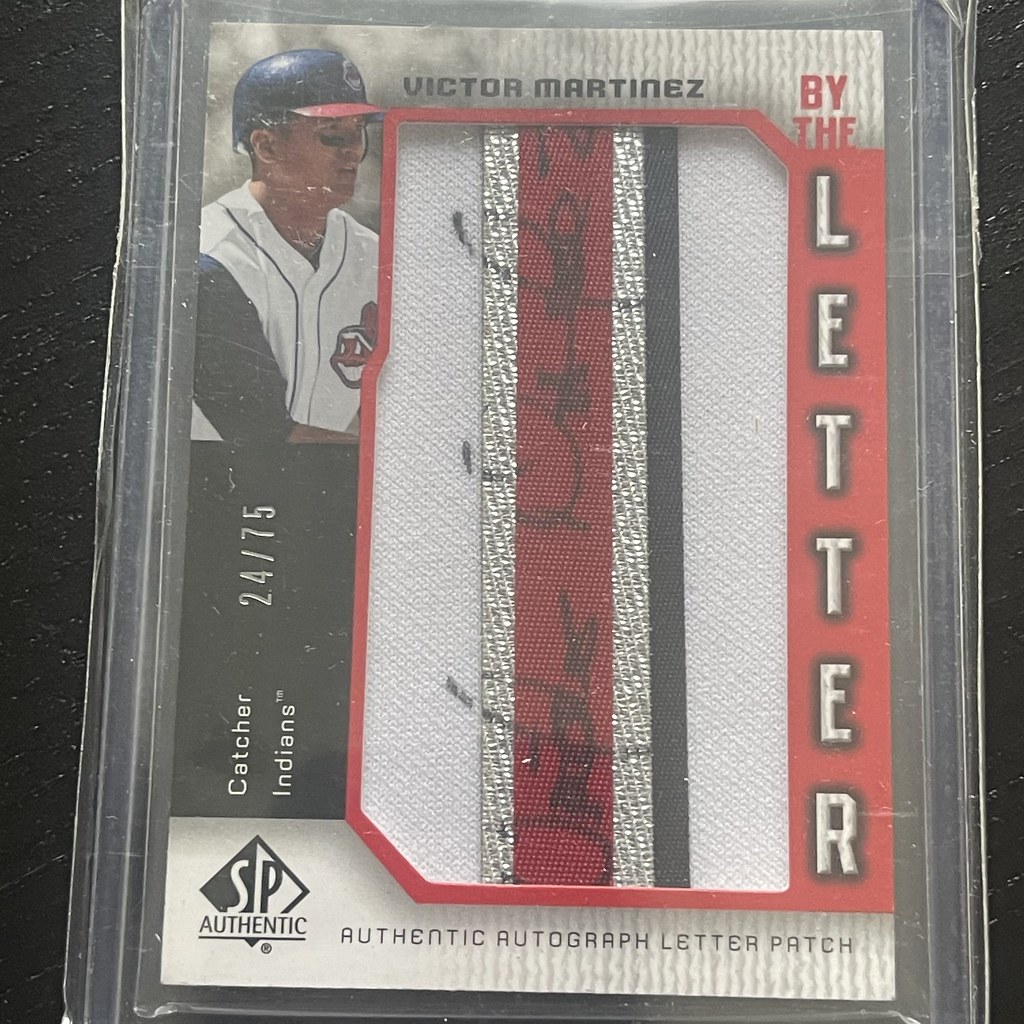 VICTOR MARTINEZ
BY
THE
LETTER
24/75
Catcher
Indians™
SP
AUTHENTIC
®
AUTHENTIC AUTOGRAPH LETTER PATCH